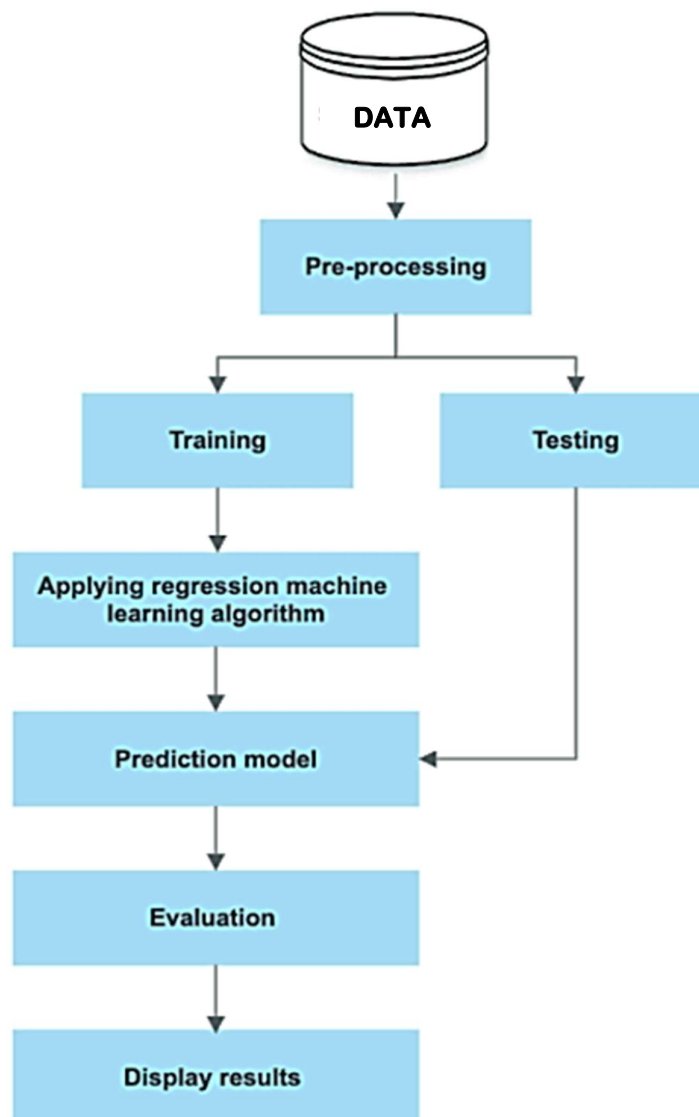 DATA
Pre-processing
Training
Testing
Applying regression machine
learning algorithm
Prediction model
Evaluation
Display results